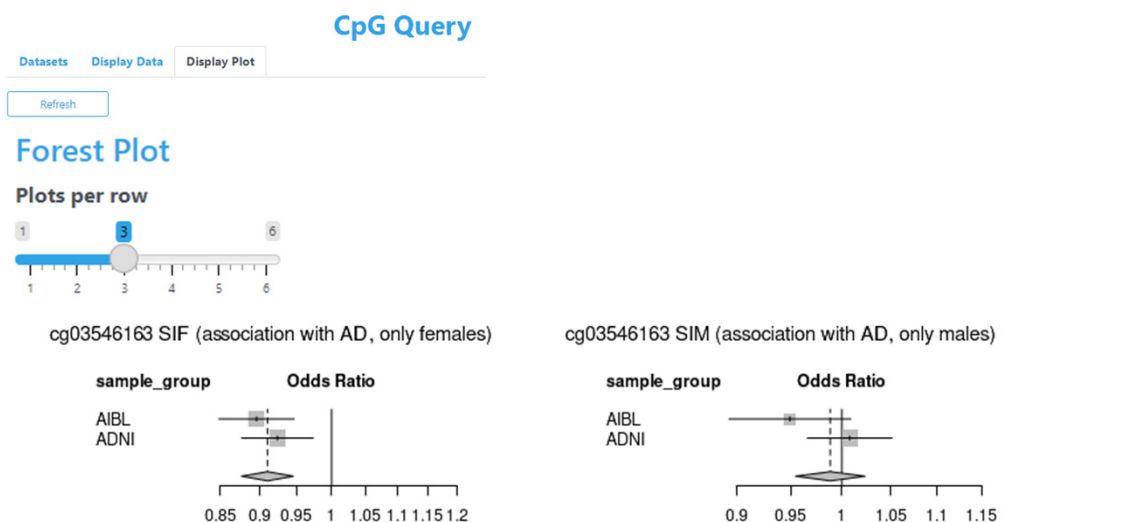 CpG Query
Datasets Display Data Display Plot
Refresh
Forest Plot
Plots per row
1 3 6
1 2 3 4 5 6
cg03546163 SIF (association with AD, only females)
sample_group Odds Ratio
AIBL
ADNI
0.85 0.9 0.95 1 1.05 1.1 1.15 1.2
cg03546163 SIM (association with AD, only males)
sample_group Odds Ratio
AIBL
ADNI
0.9 0.95 1 1.05 1.1 1.15